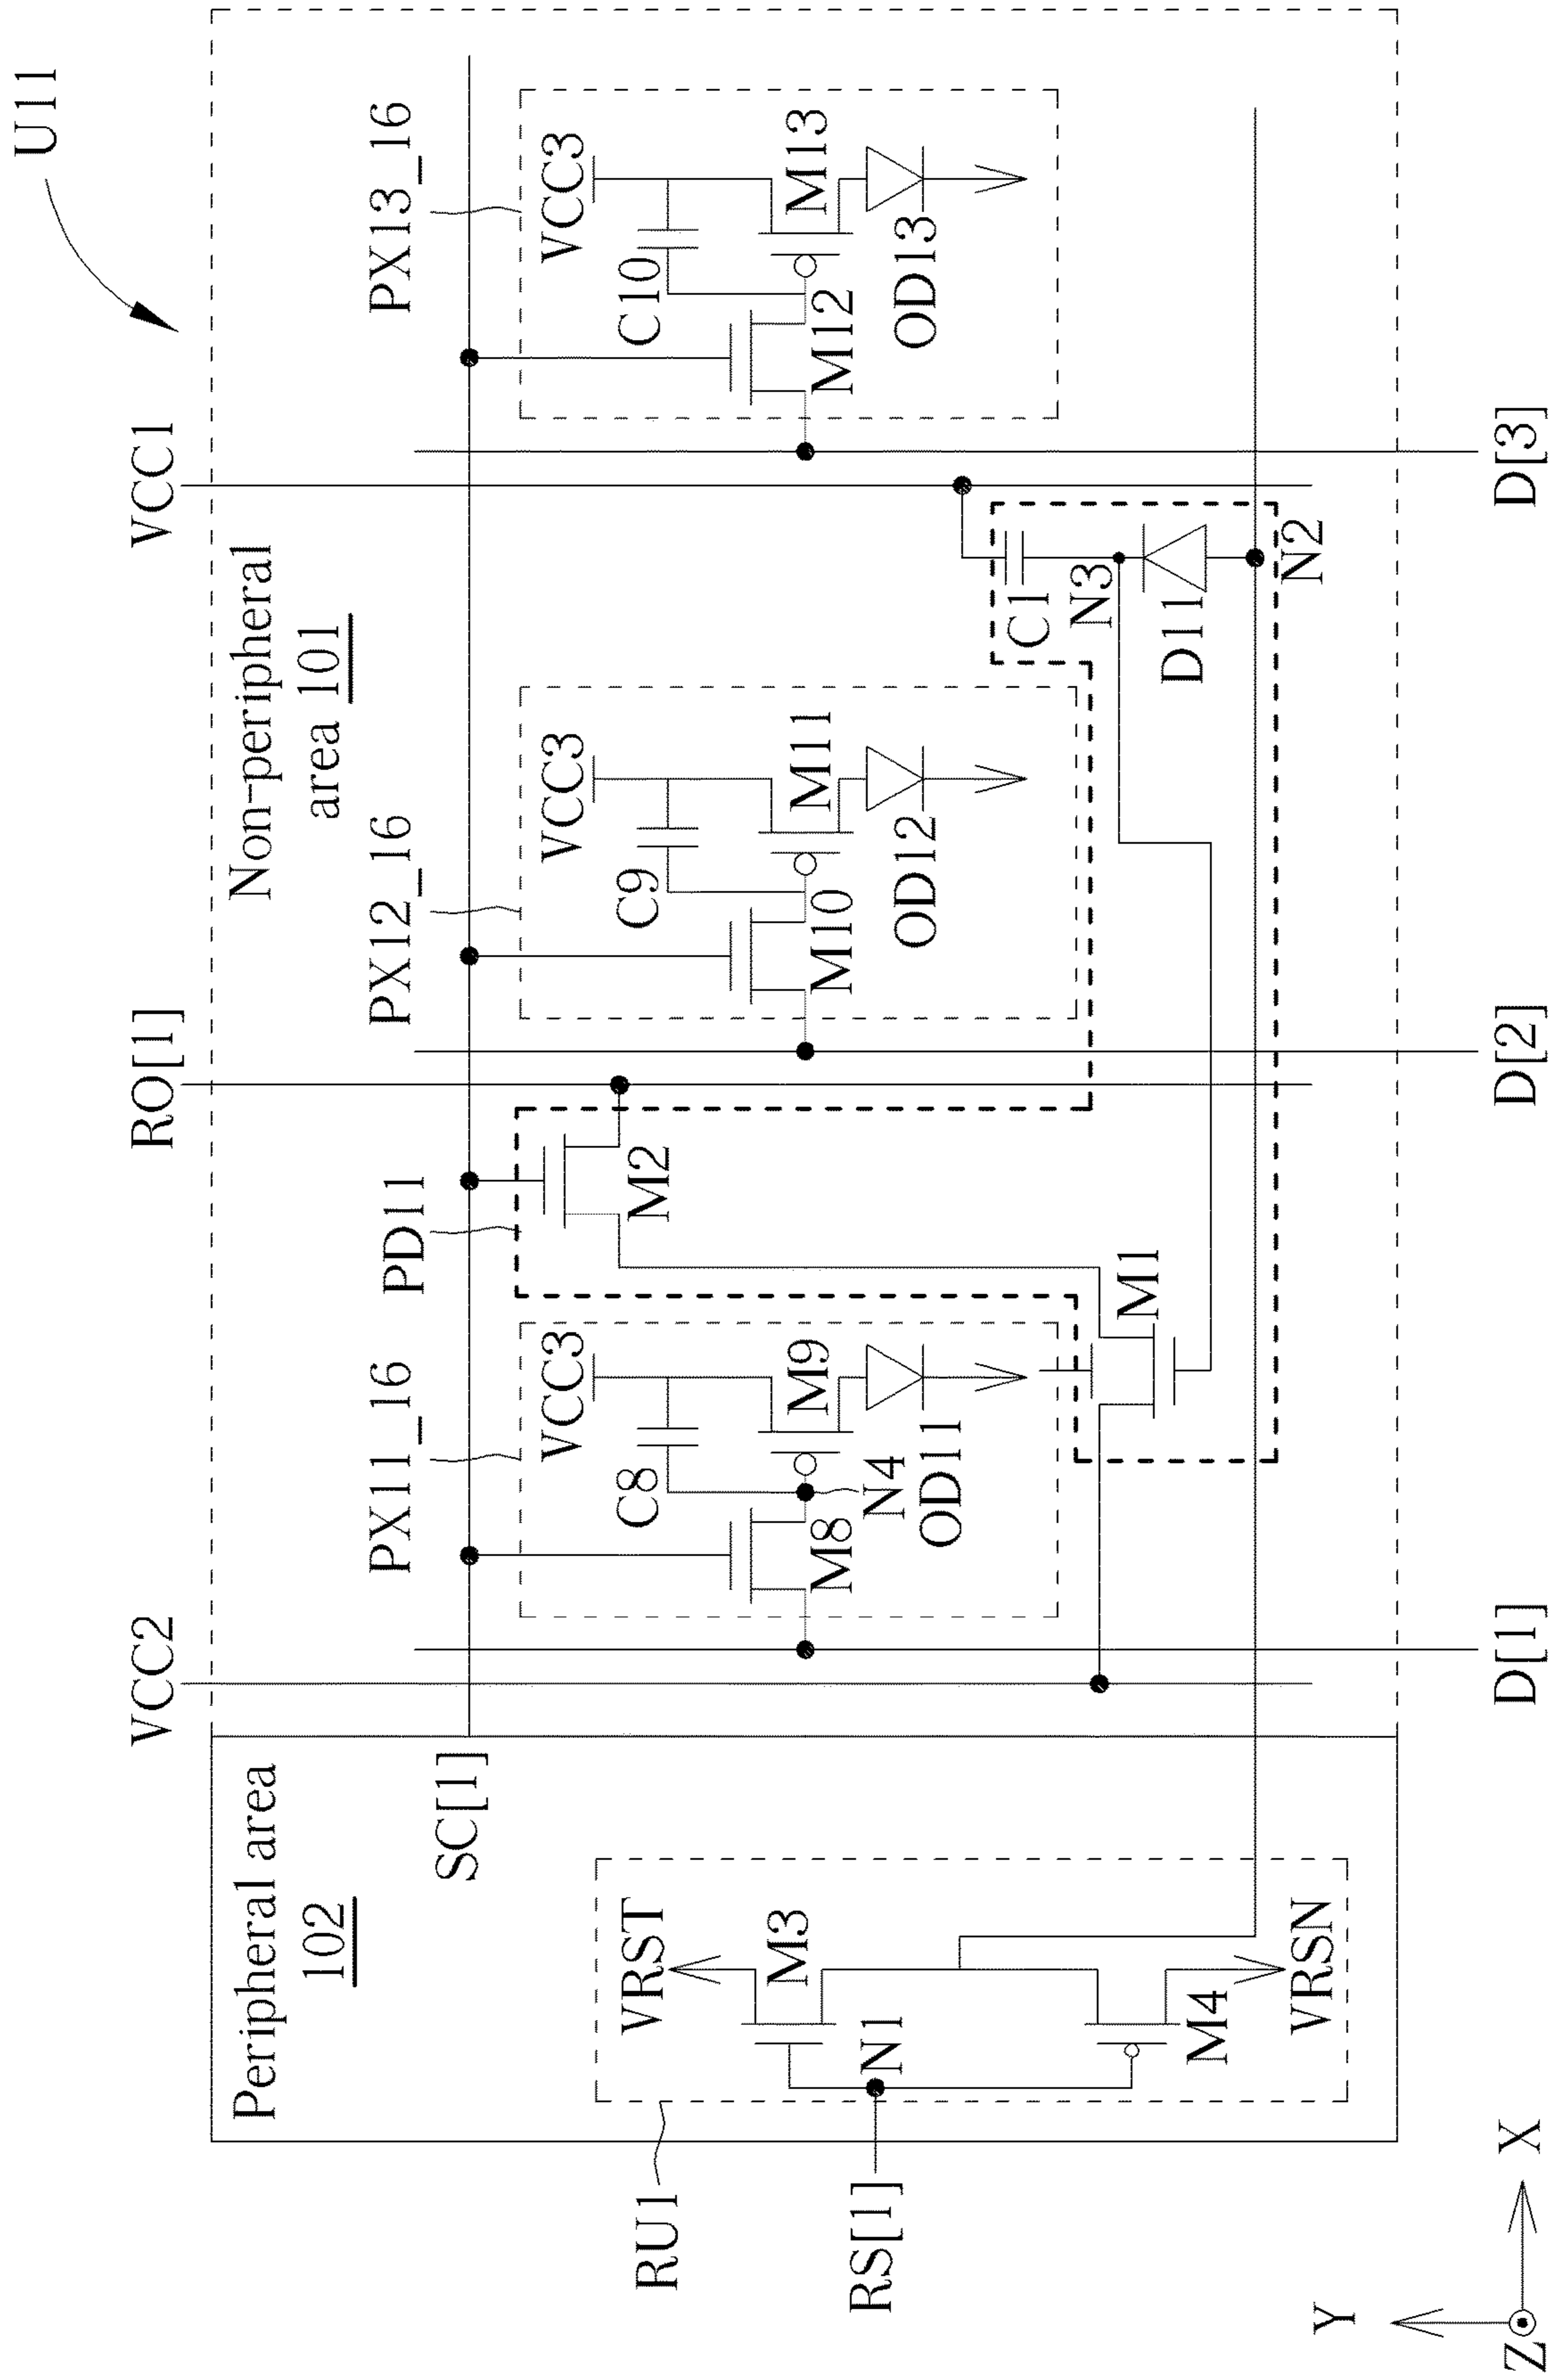 U11
VCC2
RO[1]
VCC1
Peripheral area
102
Non-peripheral
area 101
SC[1]
PX11_16
PD11
PX12_16
PX13_16
VCC3
C8
M8
M9
N4
OD11
M2
VCC3
C9
M10
M11
OD12
VCC3
C10
M12
M13
OD13
RU1
VRST
M3
RS[1]
N1
M4
VRSN
M1
C1
N3
D11
N2
D[1]
D[2]
D[3]
Y
Z
X